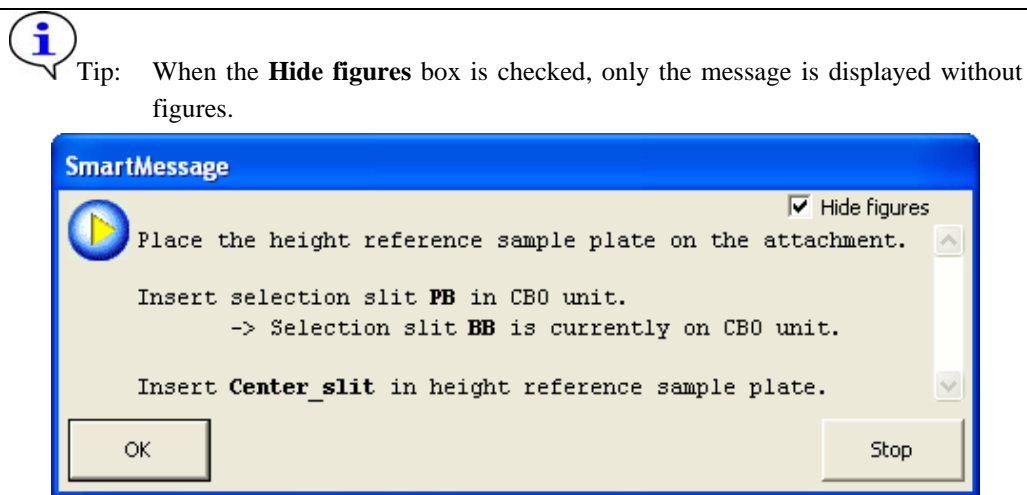 Tip: When the Hide figures box is checked, only the message is displayed without
figures.
SmartMessage
Hide figures
Place the height reference sample plate on the attachment.
Insert selection slit PB in CBO unit.
-> Selection slit BB is currently on CBO unit.
Insert Center_slit in height reference sample plate.
OK
Stop